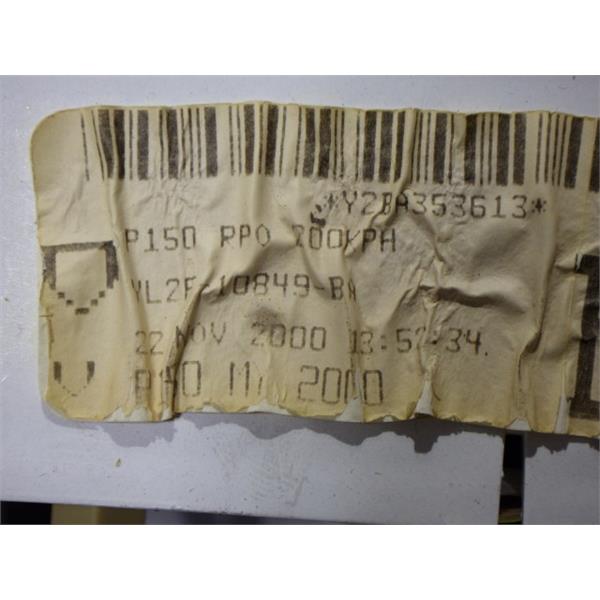 *Y2BA353613*
P150 RPO 200KPH
YL2F-10849-BA
22 NOV 2000 13:52:34.
2000